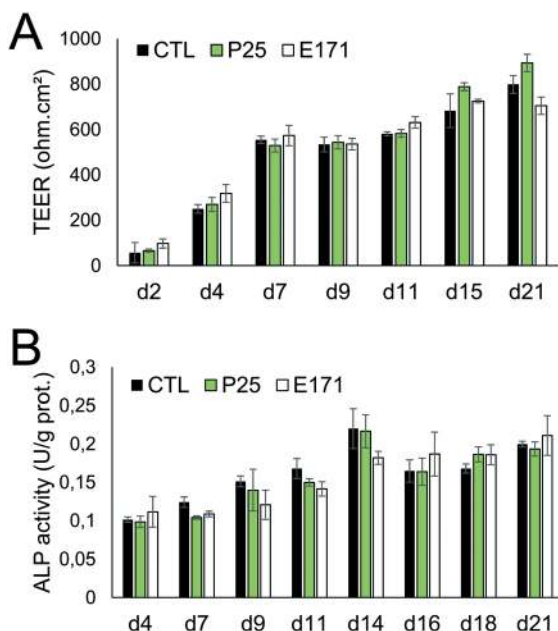 A
TEER (ohm.cm²)
1000
800
600
400
200
0
CTL P25 E171
d2 d4 d7 d9 d11 d15 d21
B
ALP activity (U/g prot.)
0,3
0,25
0,2
0,15
0,1
0,05
0
CTL P25 E171
d4 d7 d9 d11 d14 d16 d18 d21